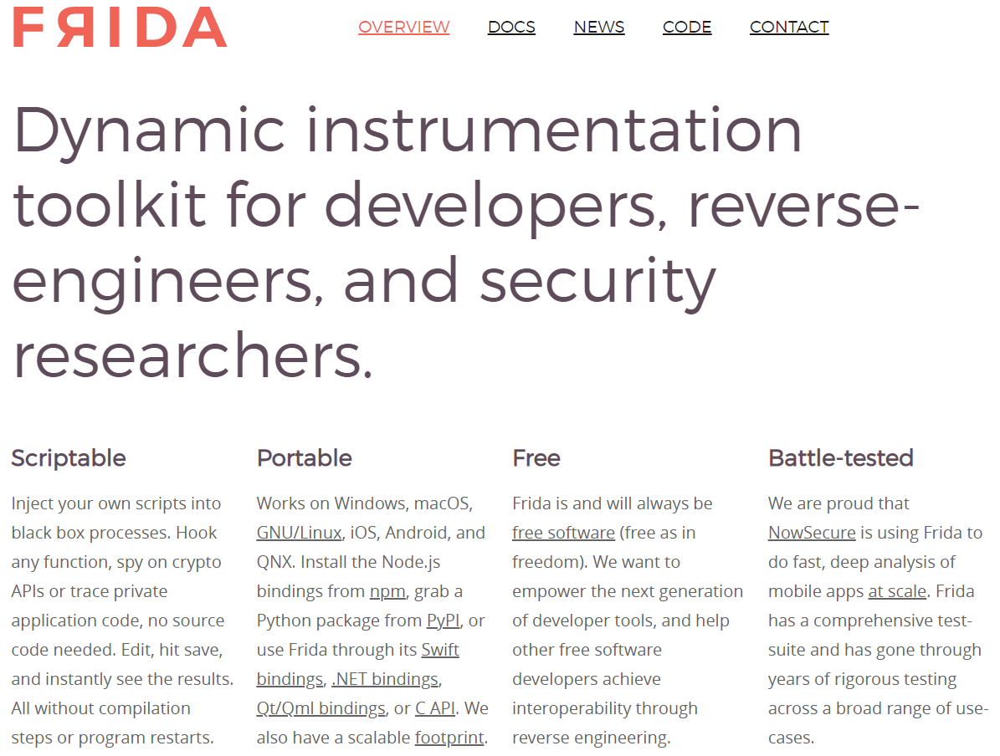 FЯIDA
OVERVIEW DOCS NEWS CODE CONTACT
Dynamic instrumentation
toolkit for developers, reverse-
engineers, and security
researchers.
Scriptable
Inject your own scripts into
black box processes. Hook
any function, spy on crypto
APIs or trace private
application code, no source
code needed. Edit, hit save,
and instantly see the results.
All without compilation
steps or program restarts.
Portable
Works on Windows, macOS,
GNU/Linux, iOS, Android, and
QNX. Install the Node.js
bindings from npm, grab a
Python package from PyPI, or
use Frida through its Swift
bindings, .NET bindings,
Qt/Qml bindings, or C API. We
also have a scalable footprint.
Free
Frida is and will always be
free software (free as in
freedom). We want to
empower the next generation
of developer tools, and help
other free software
developers achieve
interoperability through
reverse engineering.
Battle-tested
We are proud that
NowSecure is using Frida to
do fast, deep analysis of
mobile apps at scale. Frida
has a comprehensive test-
suite and has gone through
years of rigorous testing
across a broad range of use-
cases.